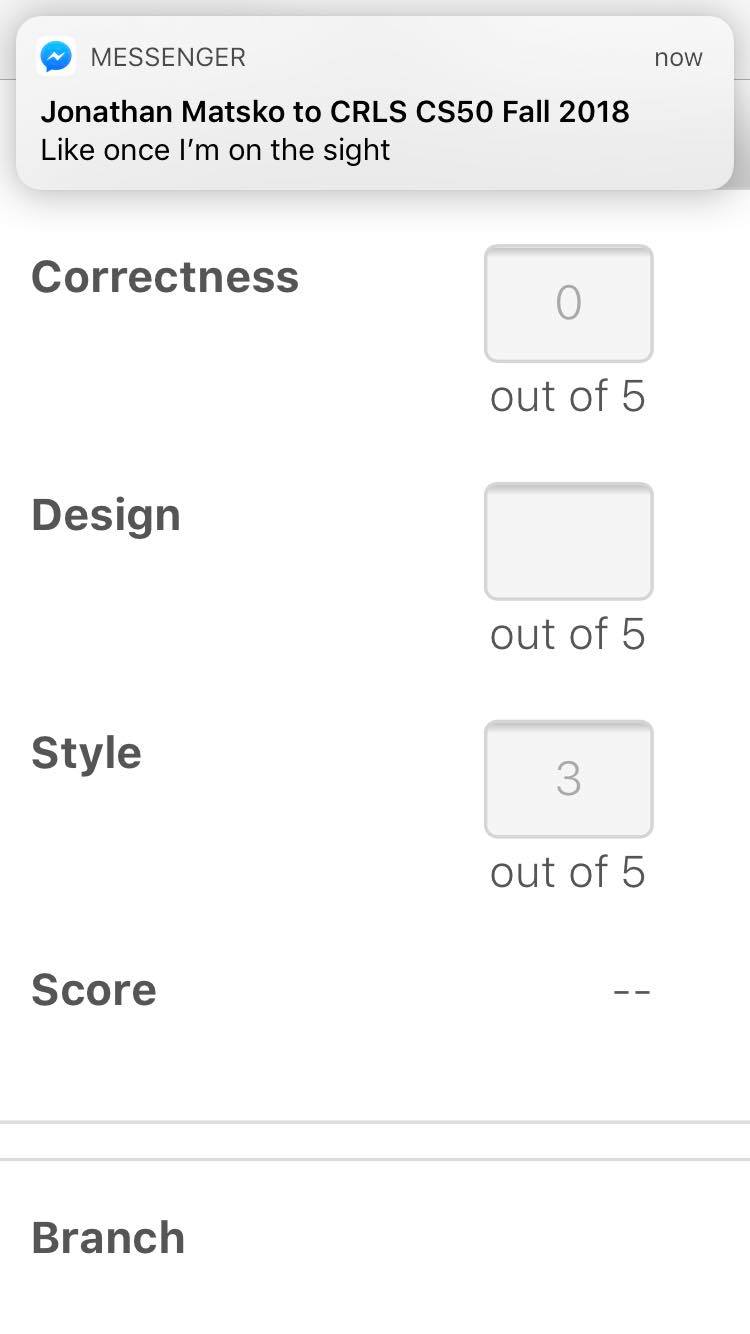 MESSENGER now
Jonathan Matsko to CRLS CS50 Fall 2018
Like once I’m on the sight
Correctness 0
out of 5
Design
out of 5
Style 3
out of 5
Score --
Branch